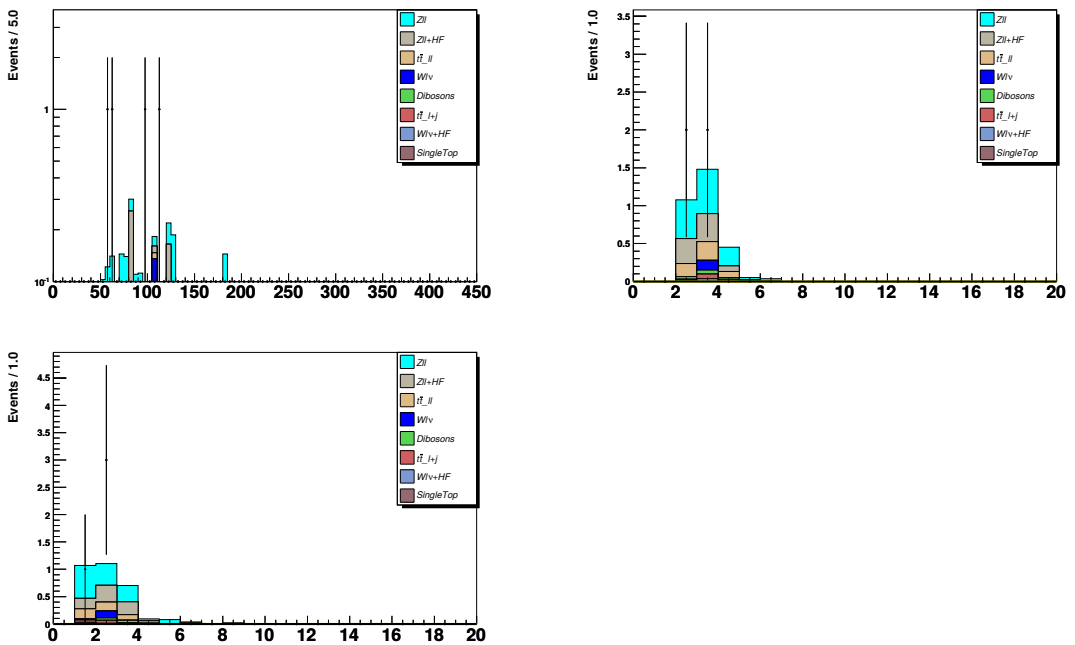 Events / 5.0
1
10⁻¹
0 50 100 150 200 250 300 350 400 450
Zll
Zll+HF
tt̄_ll
Wlν
Dibosons
tt̄_l+j
Wlν+HF
SingleTop
Events / 1.0
3.5
3
2.5
2
1.5
1
0.5
0
0 2 4 6 8 10 12 14 16 18 20
Zll
Zll+HF
tt̄_ll
Wlν
Dibosons
tt̄_l+j
Wlν+HF
SingleTop
Events / 1.0
4.5
4
3.5
3
2.5
2
1.5
1
0.5
0
0 2 4 6 8 10 12 14 16 18 20
Zll
Zll+HF
tt̄_ll
Wlν
Dibosons
tt̄_l+j
Wlν+HF
SingleTop